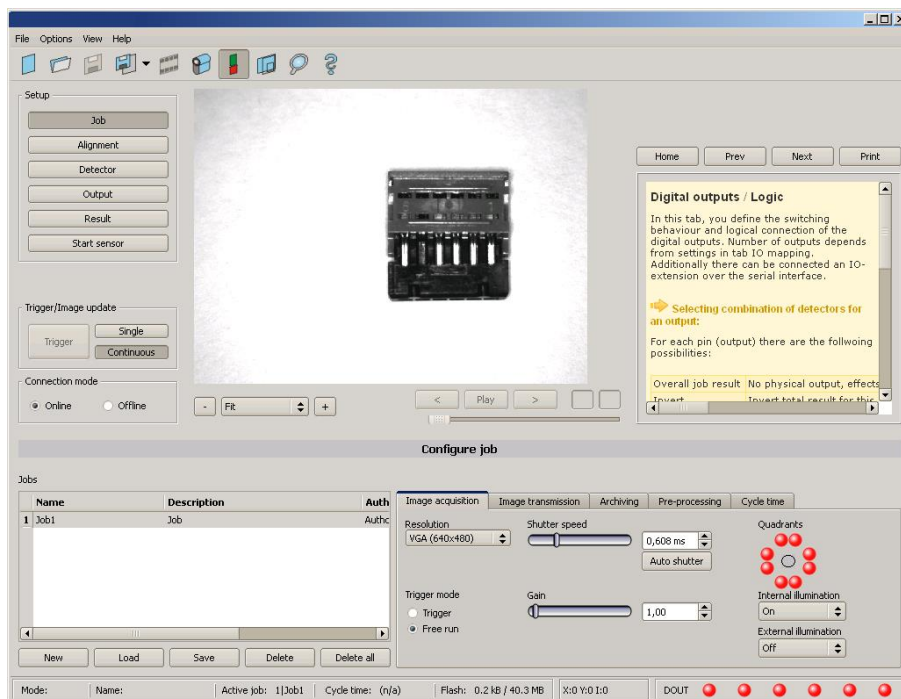 File Options View Help
Setup
Job
Alignment
Detector
Output
Result
Start sensor
Trigger/Image update
Trigger
Single
Continuous
Connection mode
Online Offline
- Fit +
< Play >
Home Prev Next Print
Digital outputs / Logic
In this tab, you define the switching
behaviour and logical connection of the
digital outputs. Number of outputs depends
from settings in tab IO mapping.
Additionally there can be connected an IO-
extension over the serial interface.
Selecting combination of detectors for
an output:
For each pin (output) there are the follwoing
possibilities:
Overall job result No physical output, effects
Invert Invert total result for this
Configure job
Jobs
Name Description Auth
1 Job1 Job Authc
New Load Save Delete Delete all
Image acquisition Image transmission Archiving Pre-processing Cycle time
Resolution
VGA (640x480)
Shutter speed
0,608 ms
Auto shutter
Quadrants
Trigger mode
Trigger
Free run
Gain
1,00
Internal illumination
On
External illumination
Off
Mode: Name: Active job: 1|Job1 Cycle time: (n/a) Flash: 0.2 kB / 40.3 MB X:0 Y:0 I:0 DOUT